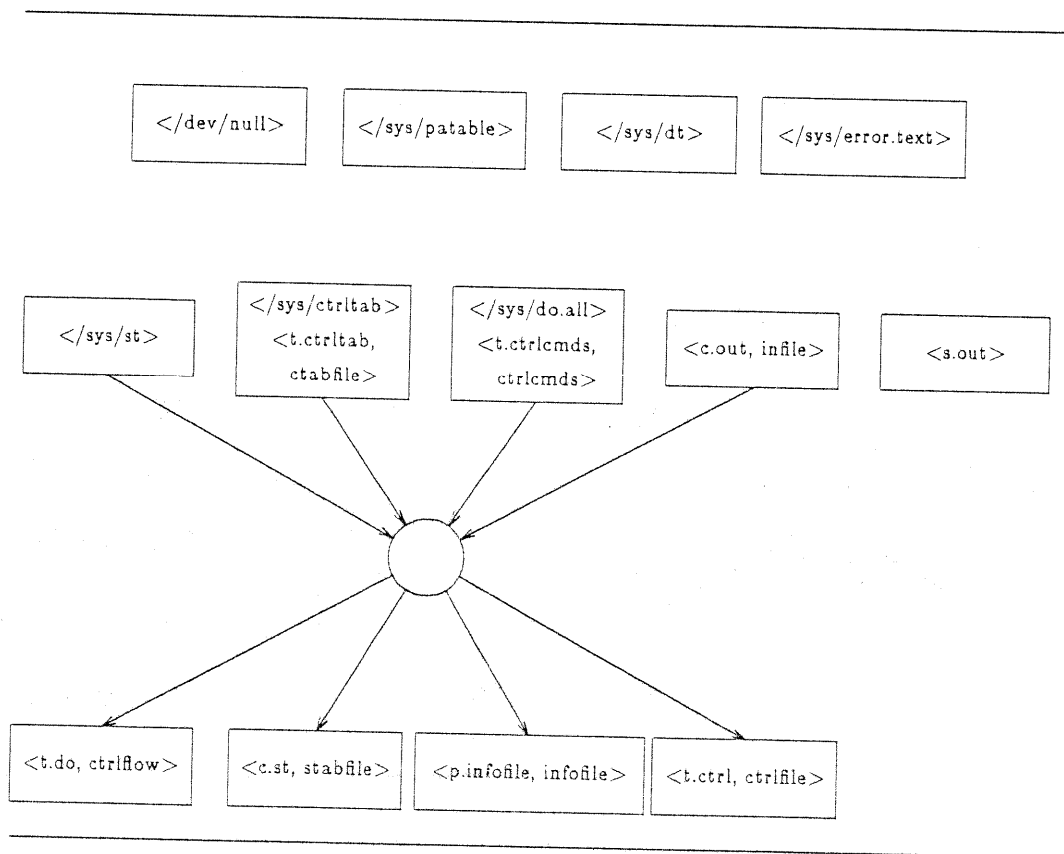 </dev/null>
</sys/patable>
</sys/dt>
</sys/error.text>
</sys/st>
</sys/ctrltab>
<t.ctrltab,
ctabfile>
</sys/do.all>
<t.ctrlcmds,
ctrlcmds>
<c.out, infile>
<s.out>
<t.do, ctrlflow>
<c.st, stabfile>
<p.infofile, infofile>
<t.ctrl, ctrlfile>